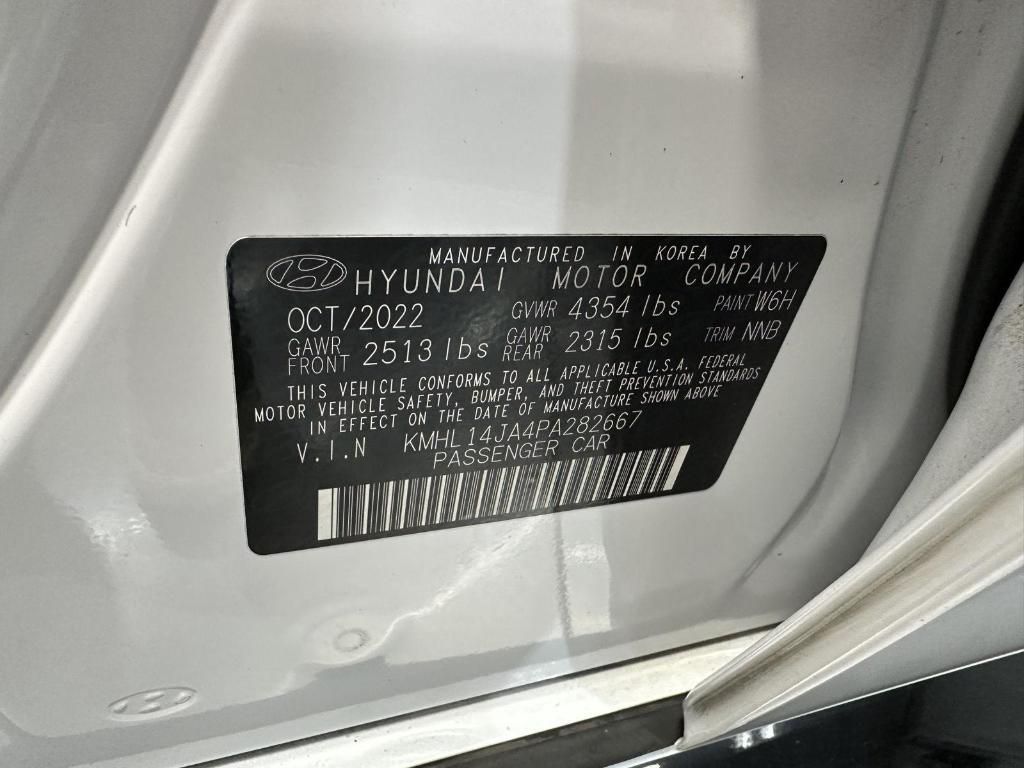 MANUFACTURED IN KOREA BY
HYUNDAI MOTOR COMPANY
OCT/2022 GVWR 4354 lbs PAINT W6H
GAWR FRONT 2513 lbs GAWR REAR 2315 lbs TRIM NNB
THIS VEHICLE CONFORMS TO ALL APPLICABLE U.S.A. FEDERAL
MOTOR VEHICLE SAFETY, BUMPER, AND THEFT PREVENTION STANDARDS
IN EFFECT ON THE DATE OF MANUFACTURE SHOWN ABOVE
V.I.N KMHL14JA4PA282667
PASSENGER CAR